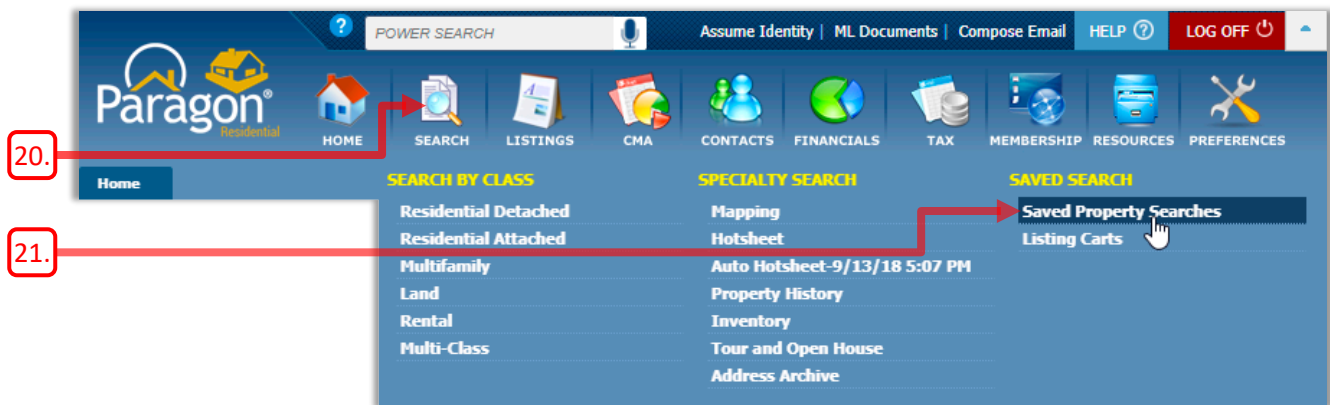 ? POWER SEARCH Assume Identity | ML Documents | Compose Email HELP ? LOG OFF
Paragon®
Residential
HOME SEARCH LISTINGS CMA CONTACTS FINANCIALS TAX MEMBERSHIP RESOURCES PREFERENCES
20.
Home
SEARCH BY CLASS
Residential Detached
Residential Attached
Multifamily
Land
Rental
Multi-Class
SPECIALTY SEARCH
Mapping
Hotsheet
Auto Hotsheet-9/13/18 5:07 PM
Property History
Inventory
Tour and Open House
Address Archive
SAVED SEARCH
Saved Property Searches
Listing Carts
21.